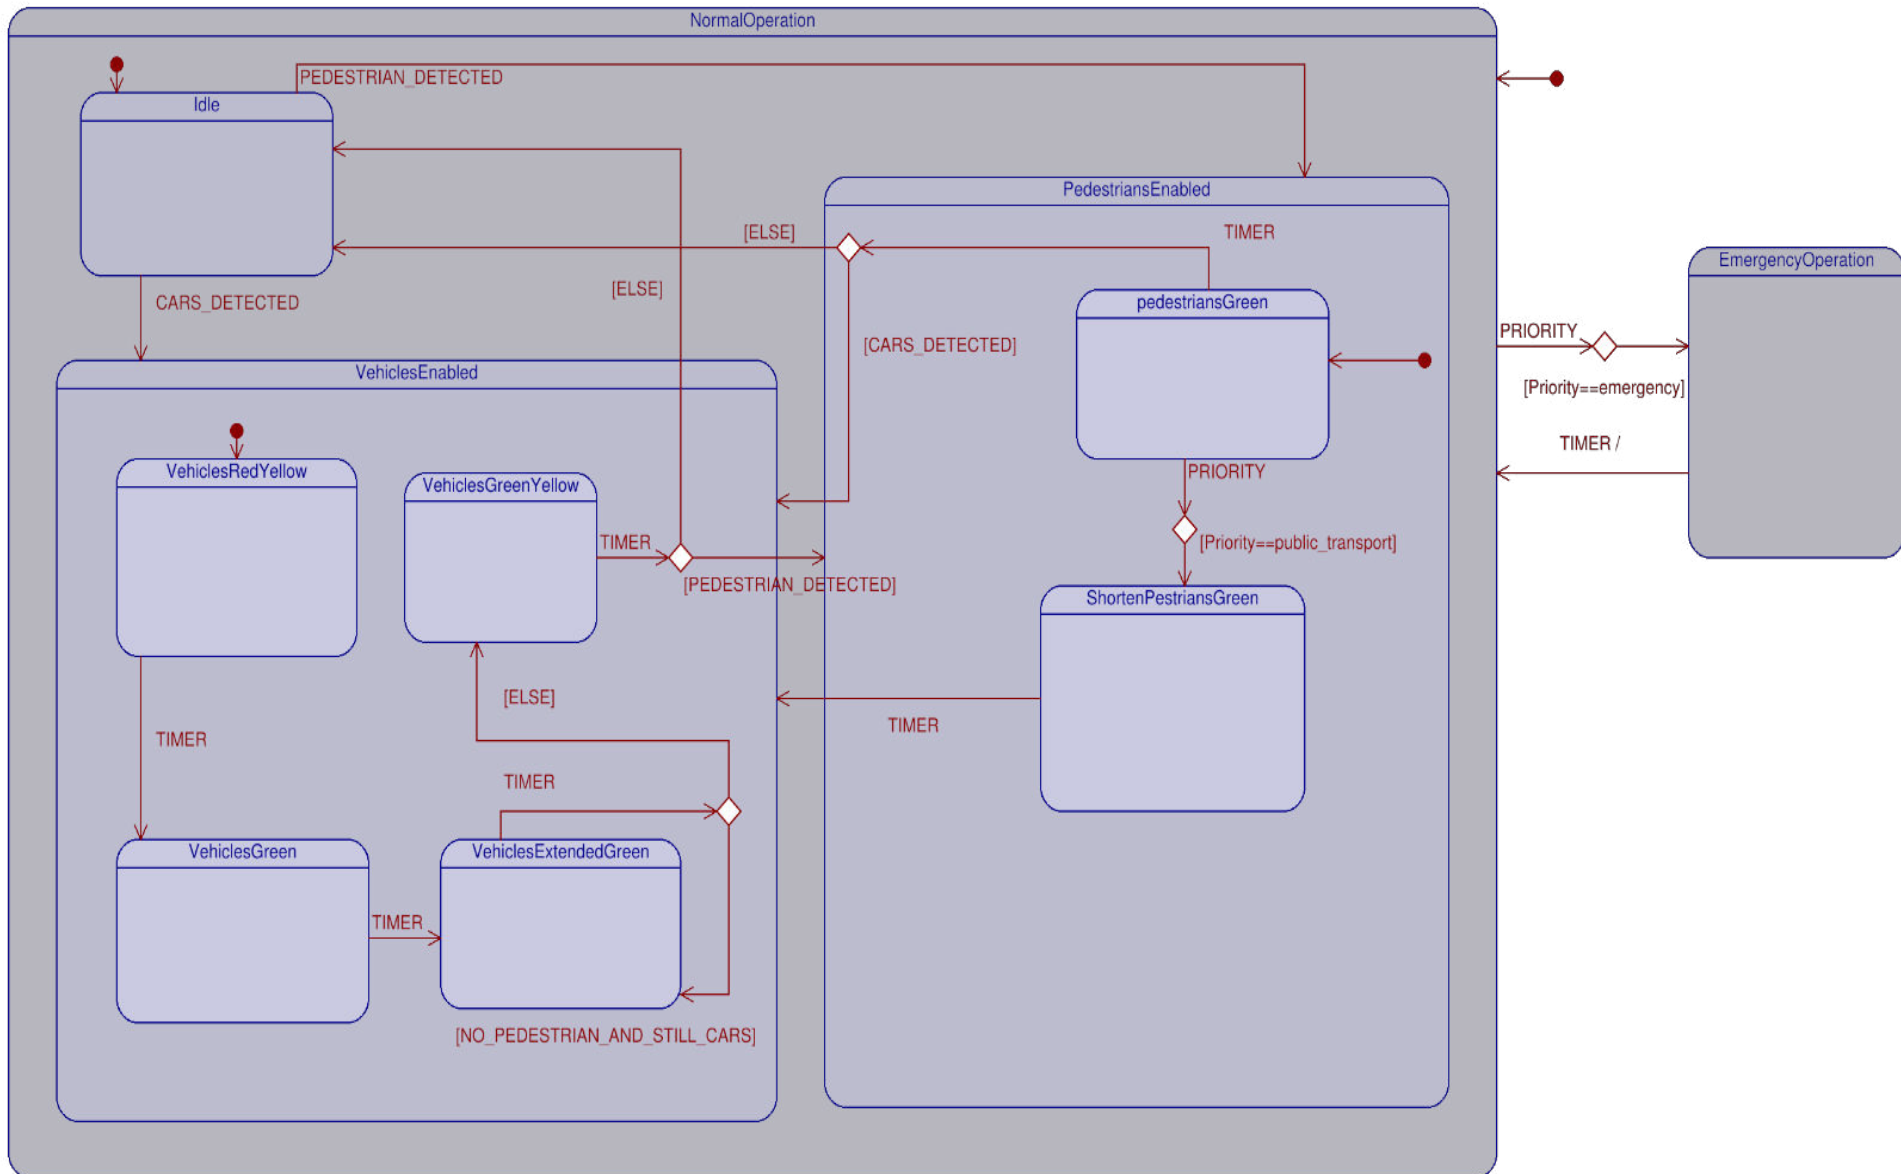 NormalOperation
PEDESTRIAN_DETECTED
Idle
PedestriansEnabled
[ELSE]
TIMER
EmergencyOperation
[ELSE]
CARS_DETECTED
pedestriansGreen
PRIORITY
[CARS_DETECTED]
VehiclesEnabled
[Priority==emergency]
TIMER /
VehiclesRedYellow
VehiclesGreenYellow
PRIORITY
TIMER
[Priority==public_transport]
[PEDESTRIAN_DETECTED]
ShortenPestriansGreen
[ELSE]
TIMER
TIMER
TIMER
VehiclesGreen
VehiclesExtendedGreen
TIMER
[NO_PEDESTRIAN_AND_STILL_CARS]